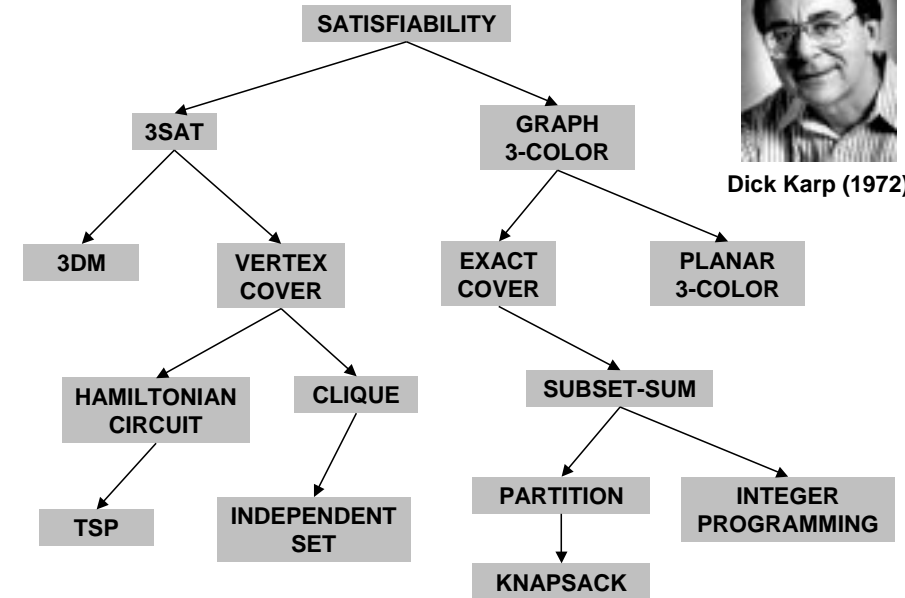 SATISFIABILITY
3SAT
GRAPH
3-COLOR
Dick Karp (1972)
3DM
VERTEX
COVER
EXACT
COVER
PLANAR
3-COLOR
HAMILTONIAN
CIRCUIT
CLIQUE
SUBSET-SUM
TSP
INDEPENDENT
SET
PARTITION
INTEGER
PROGRAMMING
KNAPSACK